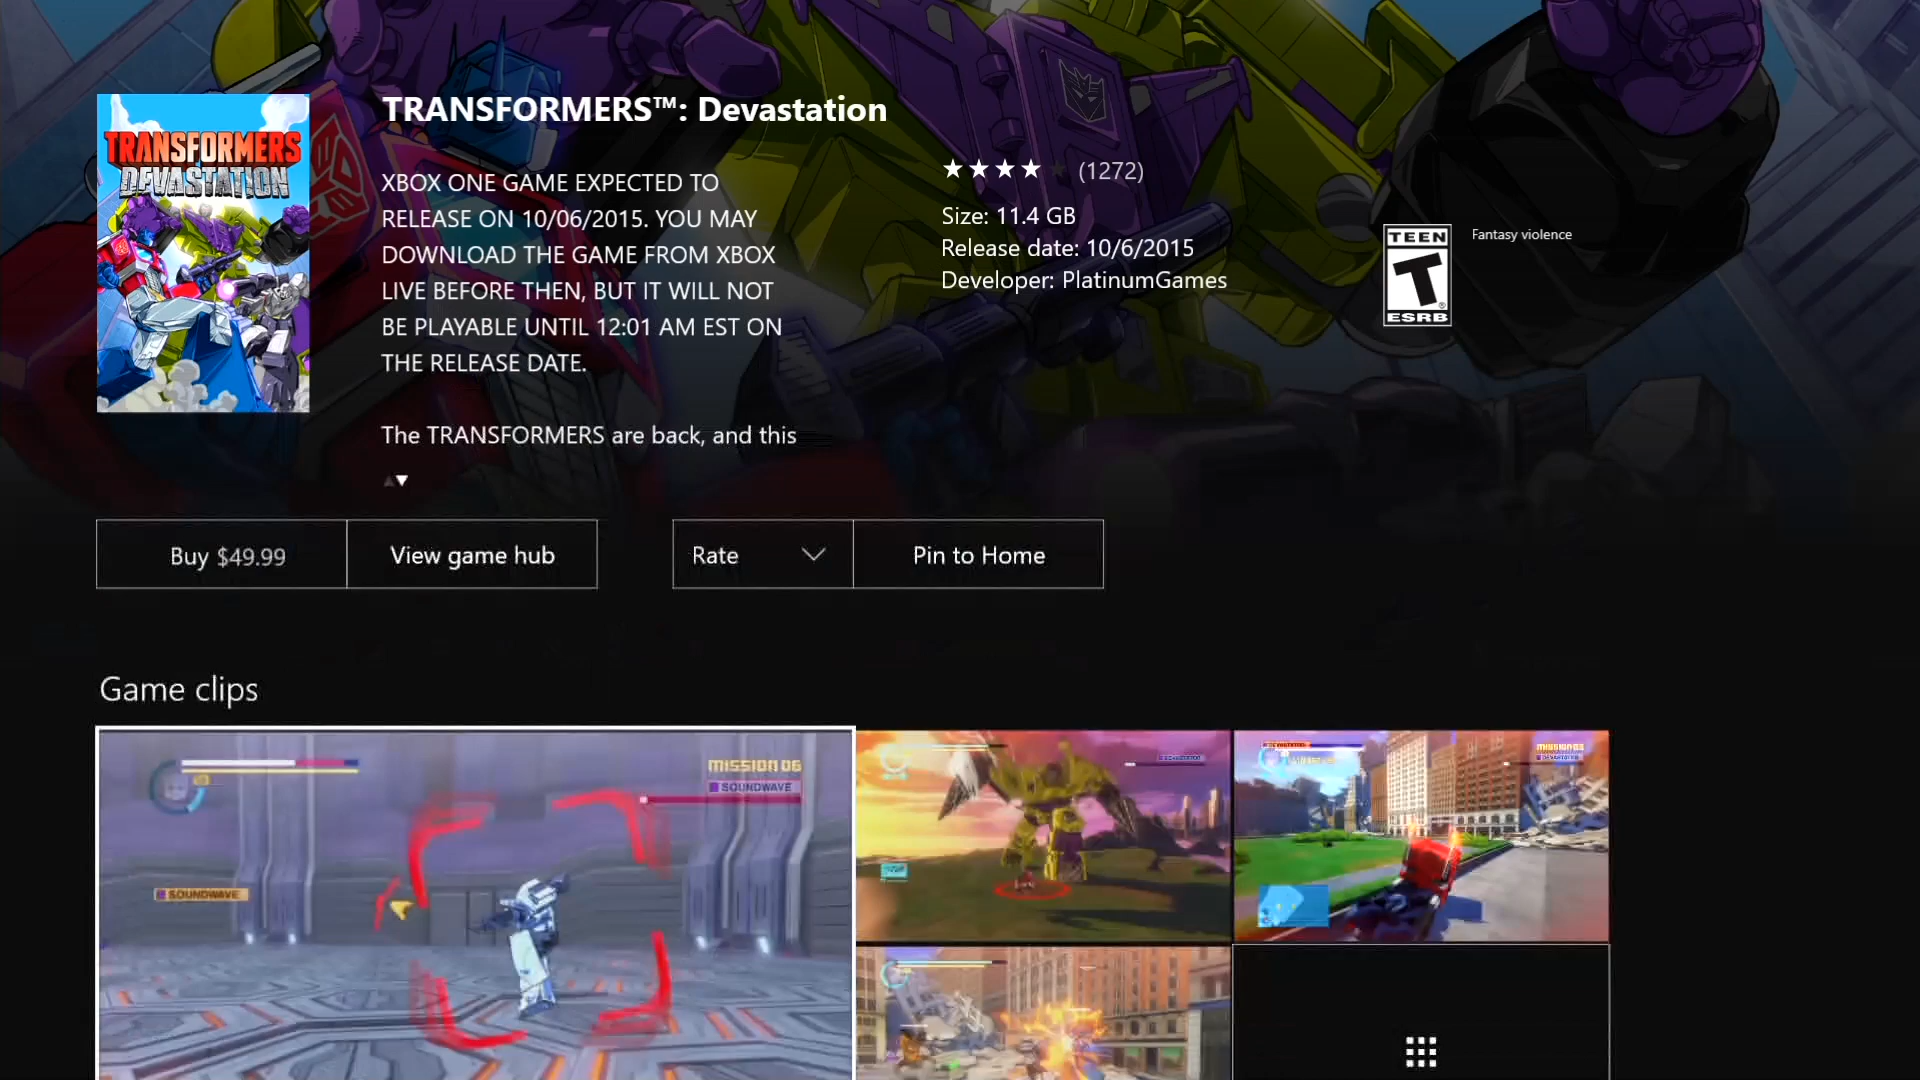 TRANSFORMERS
DEVASTATION
TRANSFORMERS™: Devastation
XBOX ONE GAME EXPECTED TO
RELEASE ON 10/06/2015. YOU MAY
DOWNLOAD THE GAME FROM XBOX
LIVE BEFORE THEN, BUT IT WILL NOT
BE PLAYABLE UNTIL 12:01 AM EST ON
THE RELEASE DATE.
The TRANSFORMERS are back, and this
(1272)
Size: 11.4 GB
Release date: 10/6/2015
Developer: PlatinumGames
TEEN
T
ESRB
Fantasy violence
Buy $49.99
View game hub
Rate
Pin to Home
Game clips
MISSION 06
SOUNDWAVE
SOUNDWAVE
DEVASTATOR
DEVASTATOR